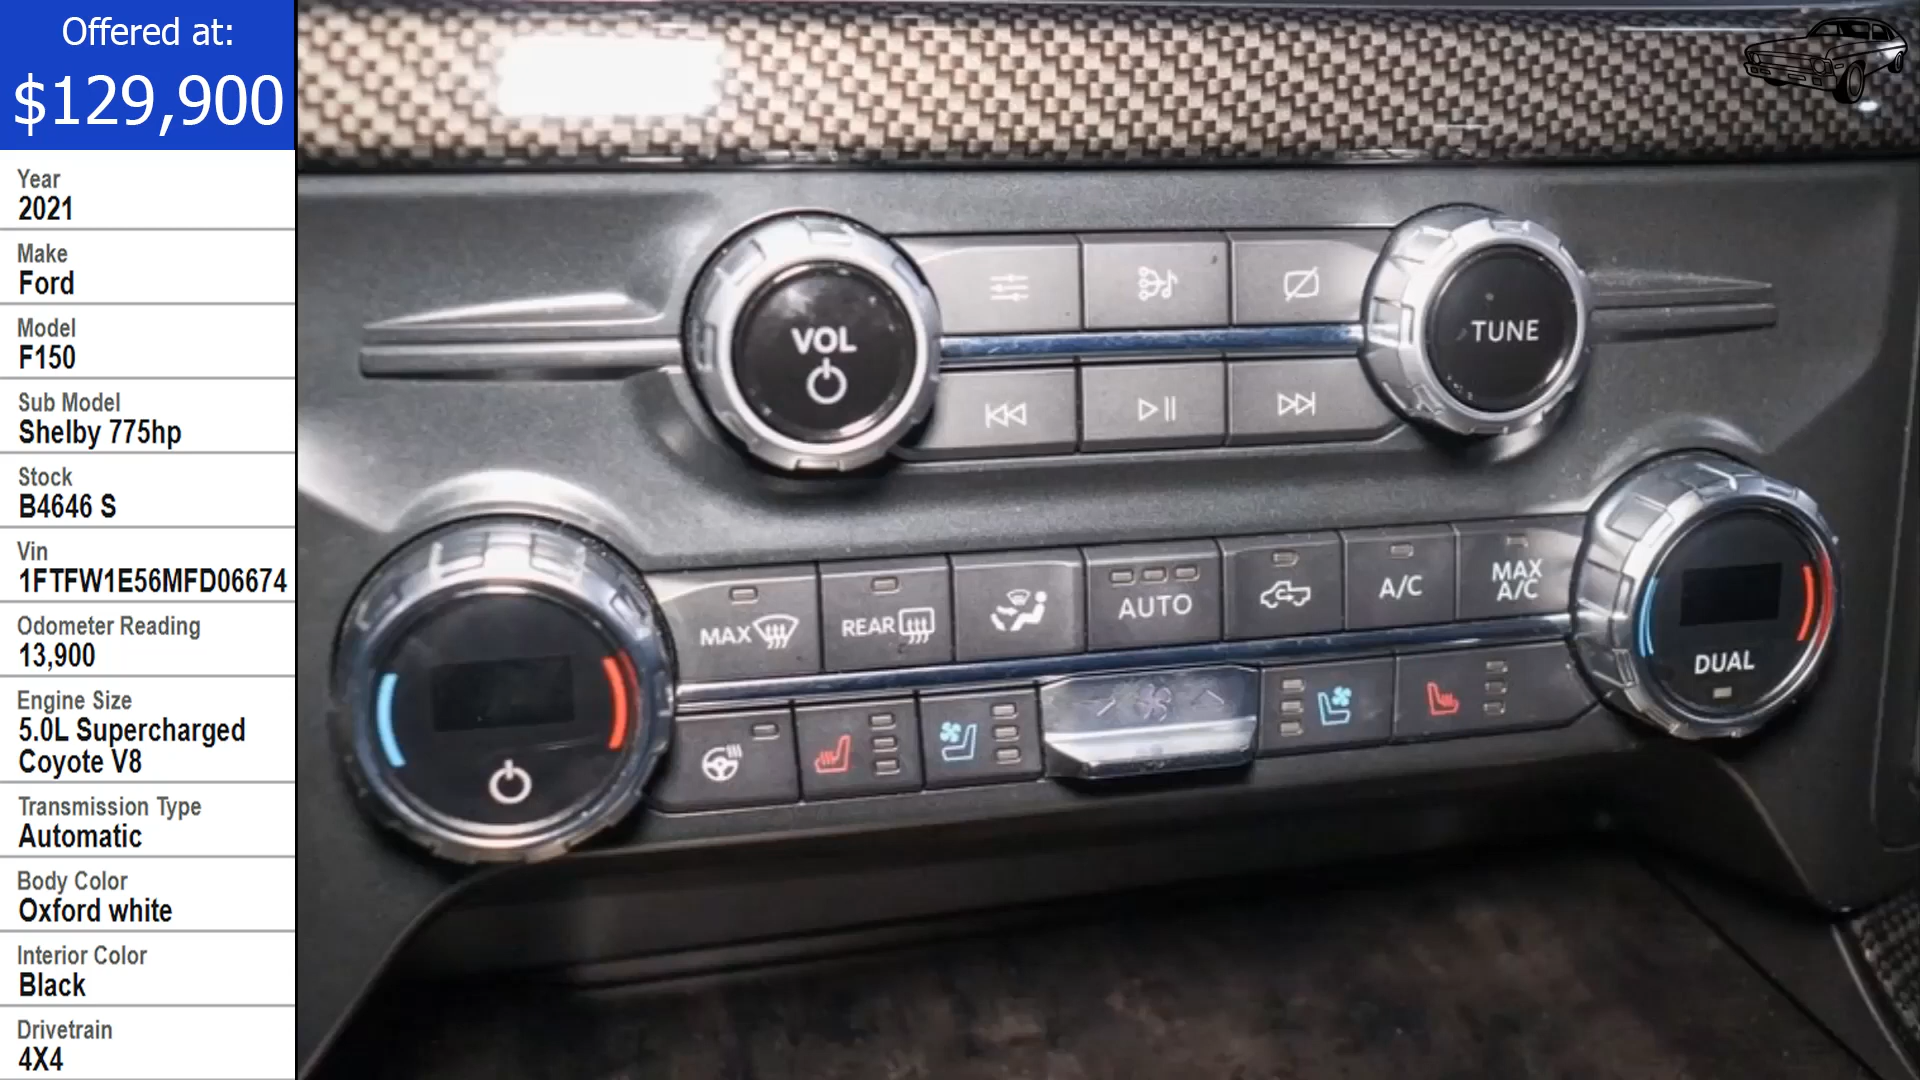 Offered at:
$129,900
Year
2021
Make
Ford
Model
F150
Sub Model
Shelby 775hp
Stock
B4646 S
Vin
1FTFW1E56MFD06674
Odometer Reading
13,900
Engine Size
5.0L Supercharged
Coyote V8
Transmission Type
Automatic
Body Color
Oxford white
Interior Color
Black
Drivetrain
4X4
VOL
TUNE
MAX
REAR
AUTO
A/C
MAX
A/C
DUAL